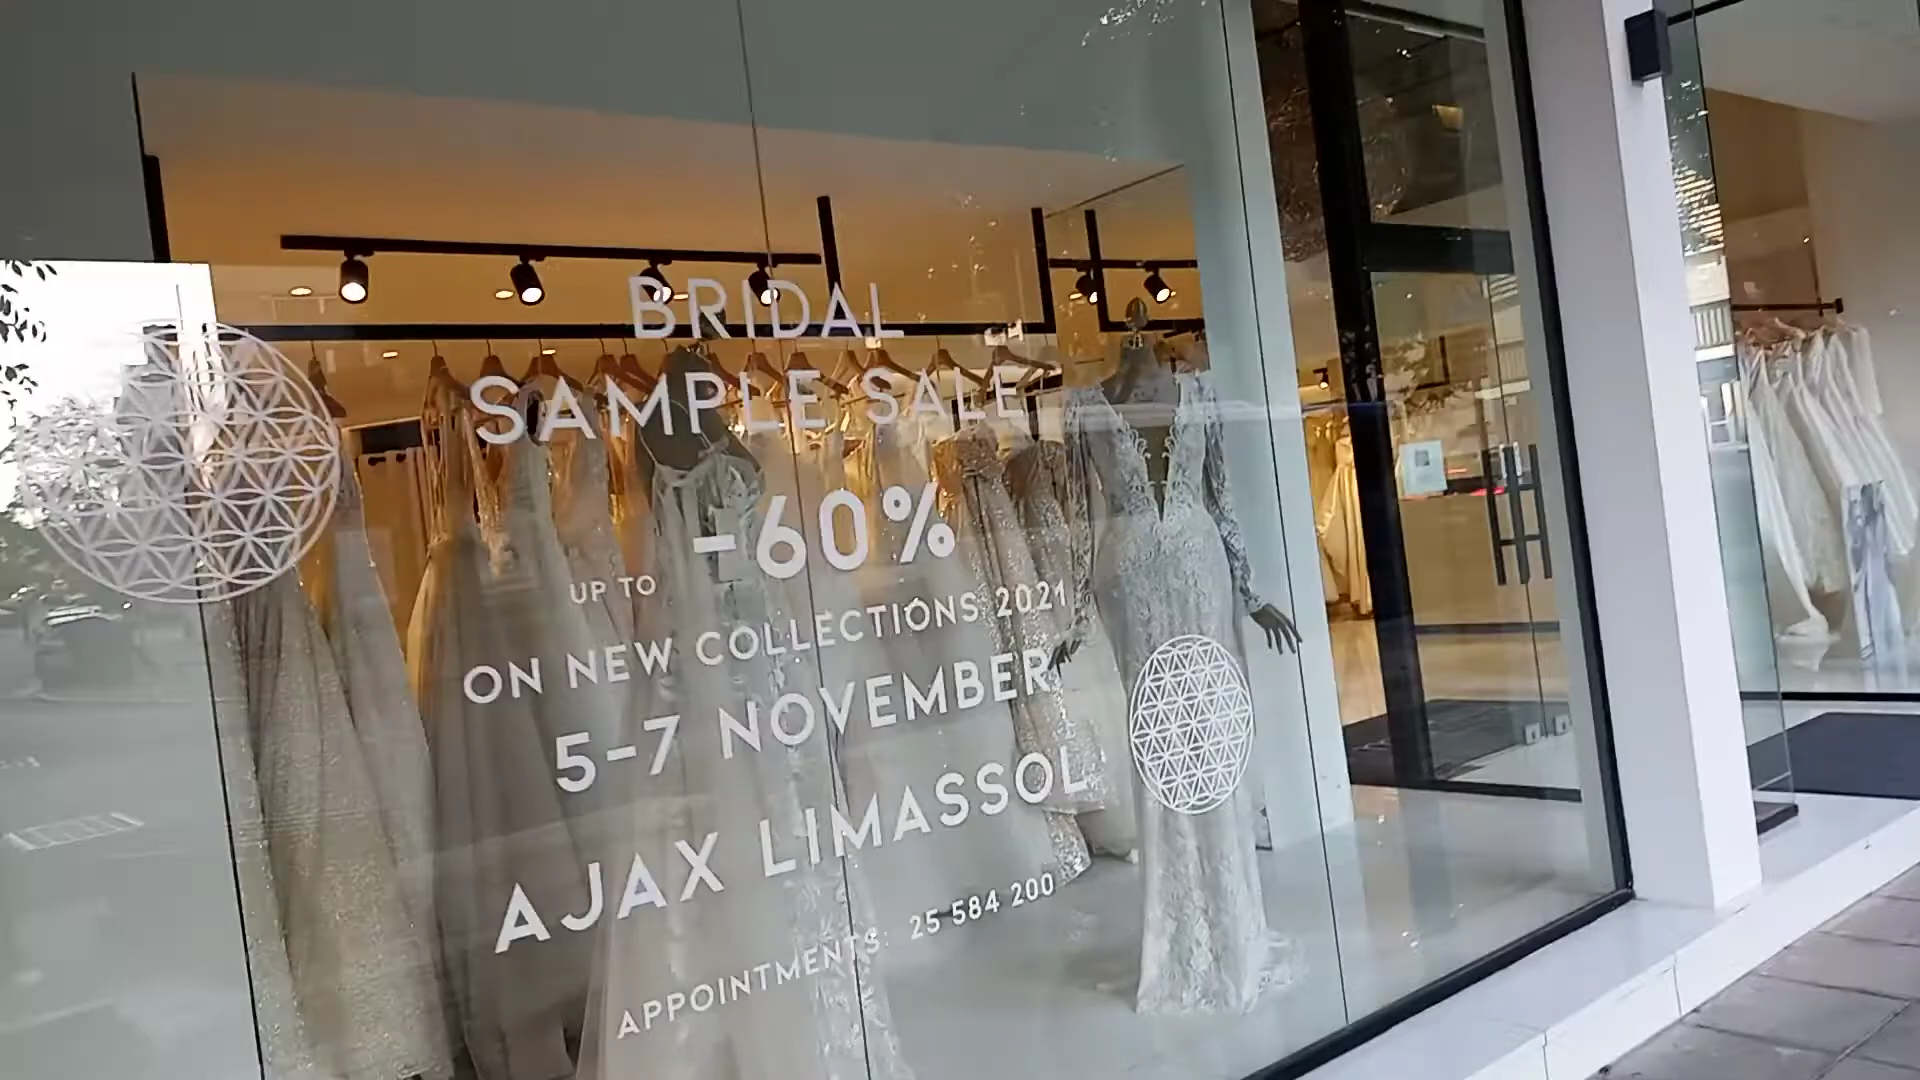 BRIDAL
SAMPLE SALE
UP TO -60%
ON NEW COLLECTIONS 2021
5-7 NOVEMBER
AJAX LIMASSOL
APPOINTMENTS: 25 584 200